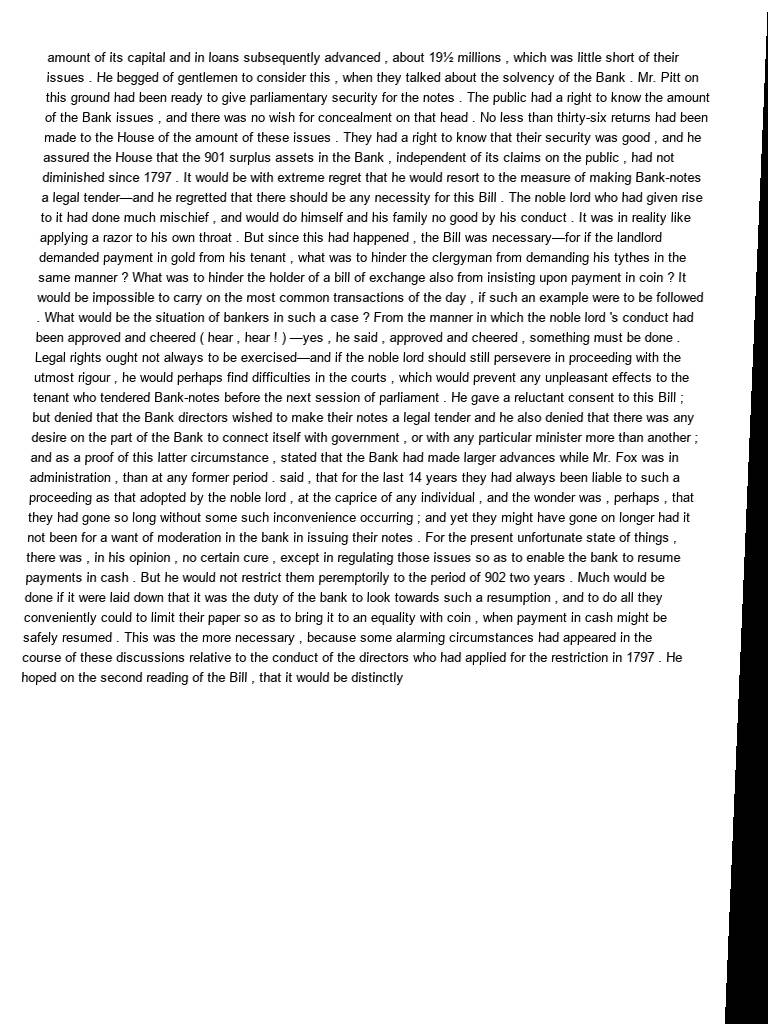 amount of its capital and in loans subsequently advanced , about 19½ millions , which was little short of their
issues . He begged of gentlemen to consider this , when they talked about the solvency of the Bank . Mr. Pitt on
this ground had been ready to give parliamentary security for the notes . The public had a right to know the amount
of the Bank issues , and there was no wish for concealment on that head . No less than thirty-six returns had been
made to the House of the amount of these issues . They had a right to know that their security was good , and he
assured the House that the 901 surplus assets in the Bank , independent of its claims on the public , had not
diminished since 1797 . It would be with extreme regret that he would resort to the measure of making Bank-notes
a legal tender—and he regretted that there should be any necessity for this Bill . The noble lord who had given rise
to it had done much mischief , and would do himself and his family no good by his conduct . It was in reality like
applying a razor to his own throat . But since this had happened , the Bill was necessary—for if the landlord
demanded payment in gold from his tenant , what was to hinder the clergyman from demanding his tythes in the
same manner ? What was to hinder the holder of a bill of exchange also from insisting upon payment in coin ? It
would be impossible to carry on the most common transactions of the day , if such an example were to be followed
. What would be the situation of bankers in such a case ? From the manner in which the noble lord 's conduct had
been approved and cheered ( hear , hear ! ) —yes , he said , approved and cheered , something must be done .
Legal rights ought not always to be exercised—and if the noble lord should still persevere in proceeding with the
utmost rigour , he would perhaps find difficulties in the courts , which would prevent any unpleasant effects to the
tenant who tendered Bank-notes before the next session of parliament . He gave a reluctant consent to this Bill ;
but denied that the Bank directors wished to make their notes a legal tender and he also denied that there was any
desire on the part of the Bank to connect itself with government , or with any particular minister more than another ;
and as a proof of this latter circumstance , stated that the Bank had made larger advances while Mr. Fox was in
administration , than at any former period . said , that for the last 14 years they had always been liable to such a
proceeding as that adopted by the noble lord , at the caprice of any individual , and the wonder was , perhaps , that
they had gone so long without some such inconvenience occurring ; and yet they might have gone on longer had it
not been for a want of moderation in the bank in issuing their notes . For the present unfortunate state of things ,
there was , in his opinion , no certain cure , except in regulating those issues so as to enable the bank to resume
payments in cash . But he would not restrict them peremptorily to the period of 902 two years . Much would be
done if it were laid down that it was the duty of the bank to look towards such a resumption , and to do all they
conveniently could to limit their paper so as to bring it to an equality with coin , when payment in cash might be
safely resumed . This was the more necessary , because some alarming circumstances had appeared in the
course of these discussions relative to the conduct of the directors who had applied for the restriction in 1797 . He
hoped on the second reading of the Bill , that it would be distinctly